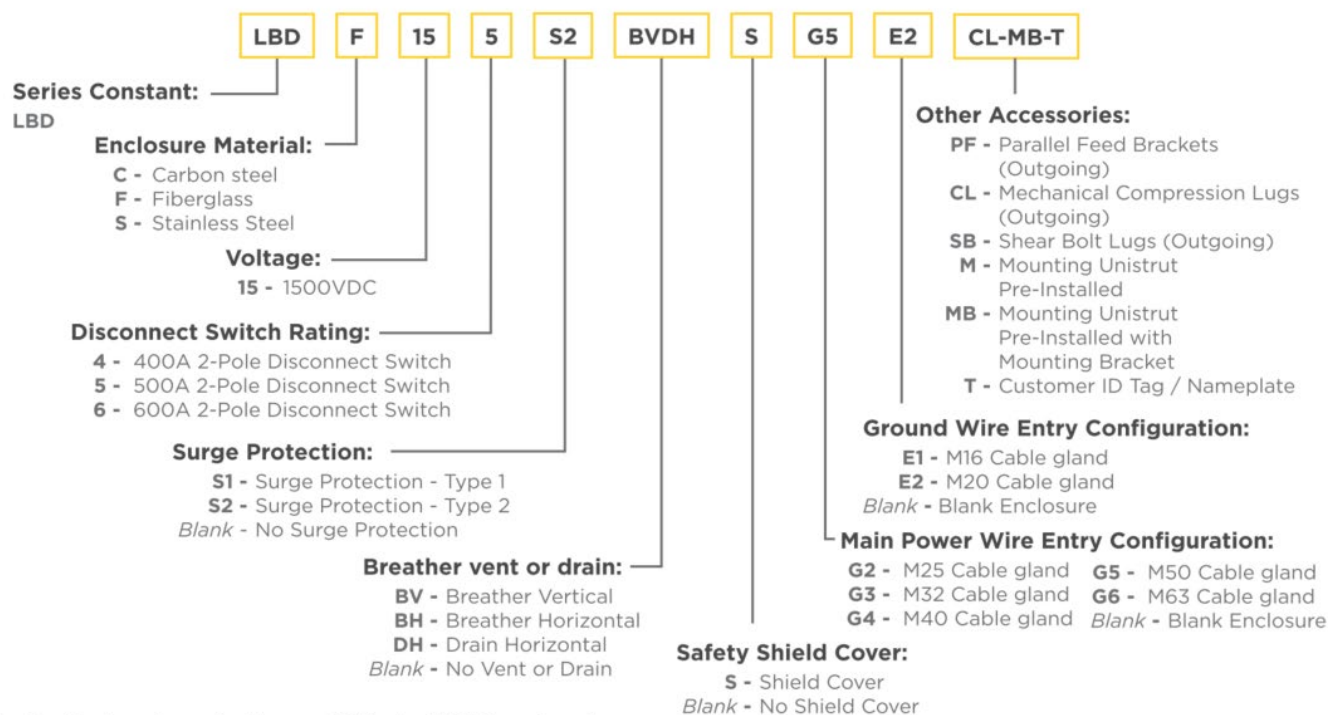 LBD F 15 5 S2 BVDH S G5 E2 CL-MB-T
Series Constant:
LBD
Enclosure Material:
C - Carbon steel
F - Fiberglass
S - Stainless Steel
Voltage:
15 - 1500VDC
Disconnect Switch Rating:
4 - 400A 2-Pole Disconnect Switch
5 - 500A 2-Pole Disconnect Switch
6 - 600A 2-Pole Disconnect Switch
Surge Protection:
S1 - Surge Protection - Type 1
S2 - Surge Protection - Type 2
Blank - No Surge Protection
Breather vent or drain:
BV - Breather Vertical
BH - Breather Horizontal
DH - Drain Horizontal
Blank - No Vent or Drain
Safety Shield Cover:
S - Shield Cover
Blank - No Shield Cover
Main Power Wire Entry Configuration:
G2 - M25 Cable gland
G3 - M32 Cable gland
G4 - M40 Cable gland
G5 - M50 Cable gland
G6 - M63 Cable gland
Blank - Blank Enclosure
Ground Wire Entry Configuration:
E1 - M16 Cable gland
E2 - M20 Cable gland
Blank - Blank Enclosure
Other Accessories:
PF - Parallel Feed Brackets
(Outgoing)
CL - Mechanical Compression Lugs
(Outgoing)
SB - Shear Bolt Lugs (Outgoing)
M - Mounting Unistrut
Pre-Installed
MB - Mounting Unistrut
Pre-Installed with
Mounting Bracket
T - Customer ID Tag / Nameplate